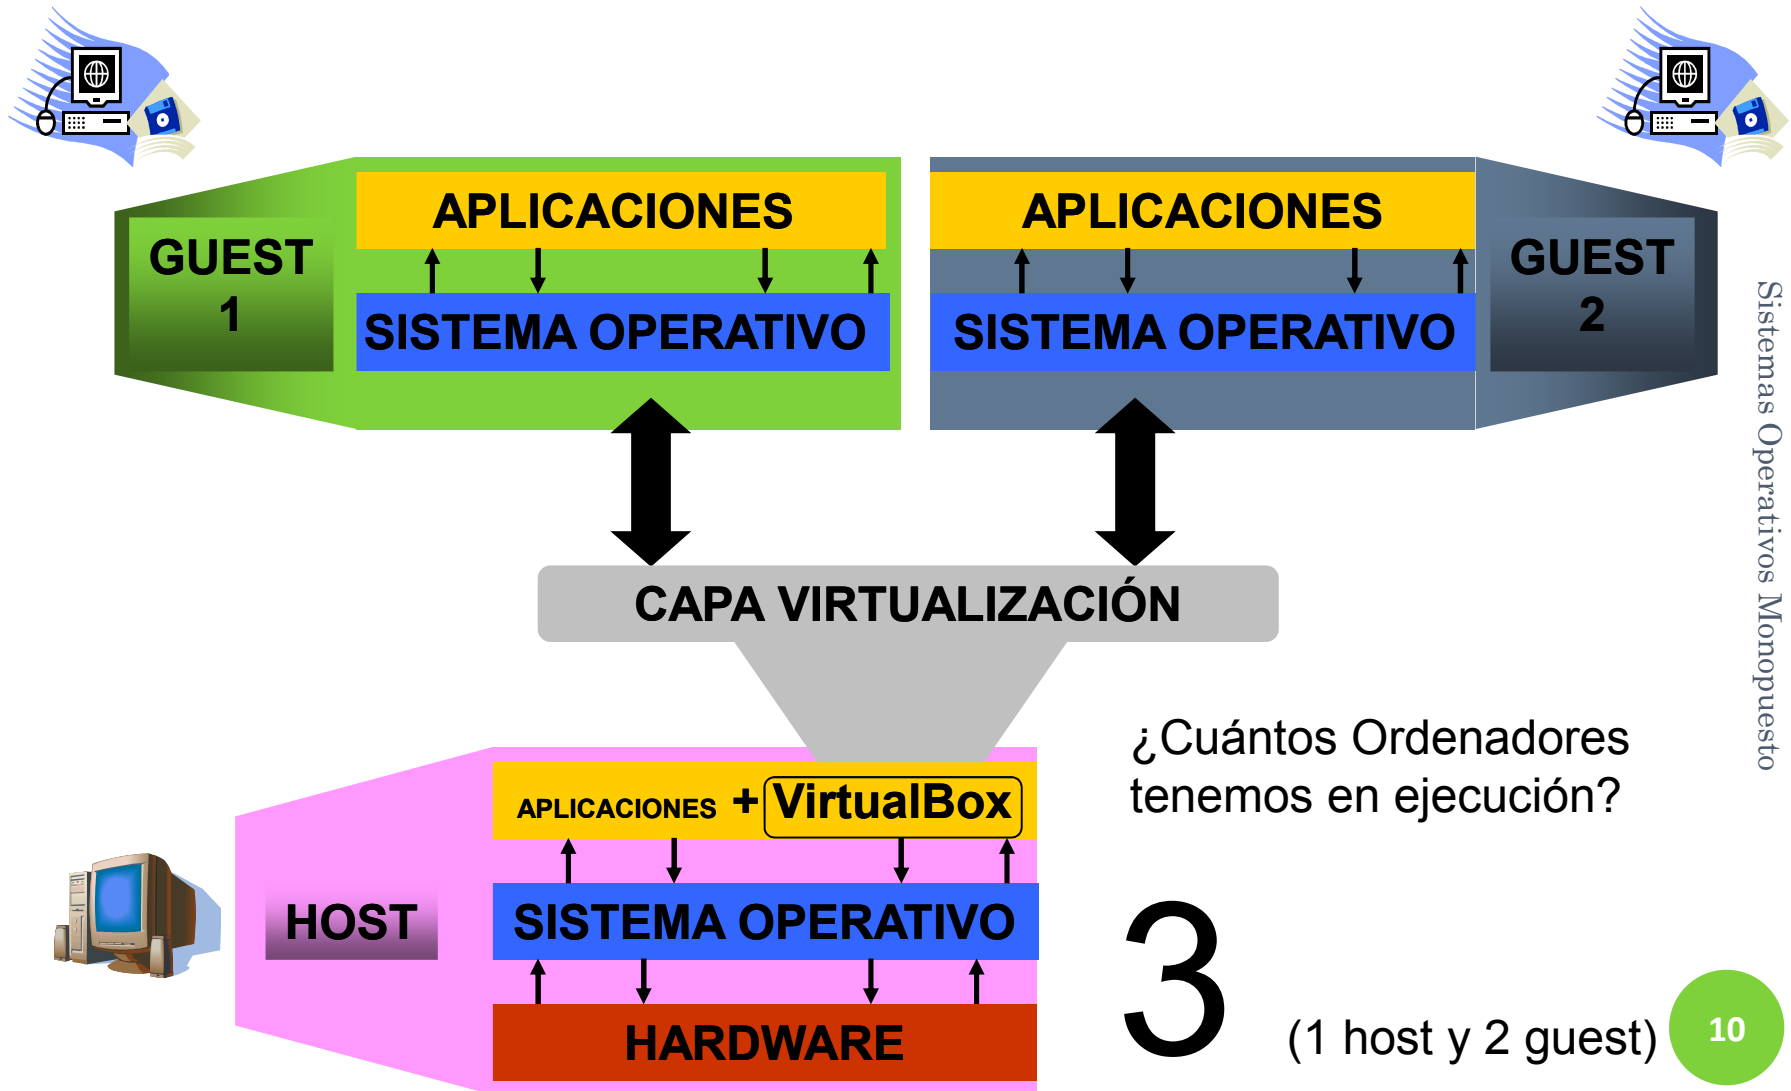 APLICACIONES
GUEST
1
SISTEMA OPERATIVO
APLICACIONES
GUEST
2
SISTEMA OPERATIVO
CAPA VIRTUALIZACIÓN
APLICACIONES + VirtualBox
HOST
SISTEMA OPERATIVO
HARDWARE
¿Cuántos Ordenadores
tenemos en ejecución?
3
(1 host y 2 guest)
Sistemas Operativos Monopuesto
10